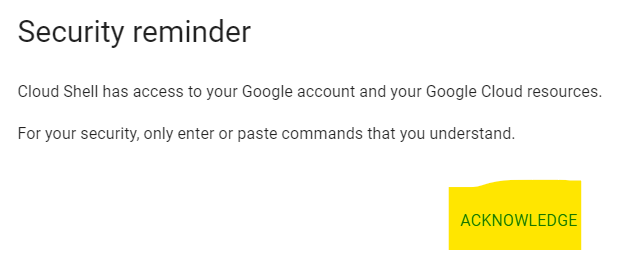 Security reminder
Cloud Shell has access to your Google account and your Google Cloud resources.
For your security, only enter or paste commands that you understand.
ACKNOWLEDGE